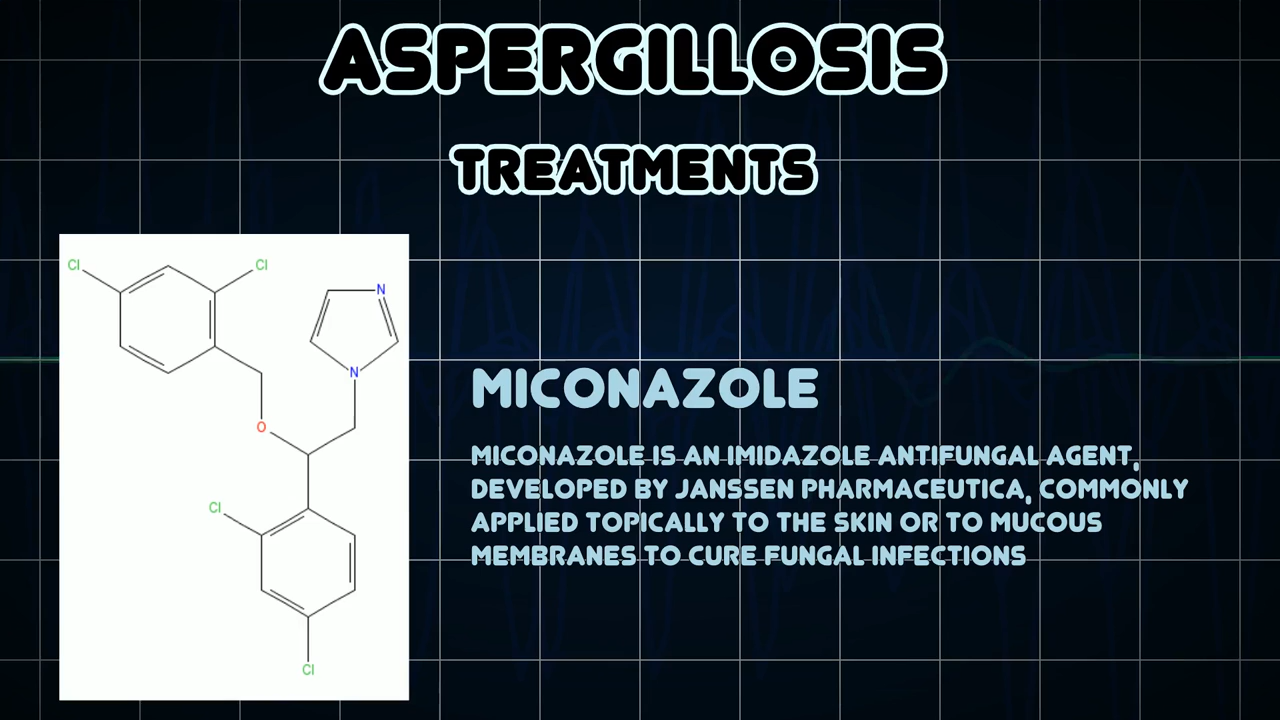 ASPERGILLOSIS
TREATMENTS
Cl
Cl
N
N
O
Cl
Cl
MICONAZOLE
MICONAZOLE IS AN IMIDAZOLE ANTIFUNGAL AGENT,
DEVELOPED BY JANSSEN PHARMACEUTICA, COMMONLY
APPLIED TOPICALLY TO THE SKIN OR TO MUCOUS
MEMBRANES TO CURE FUNGAL INFECTIONS